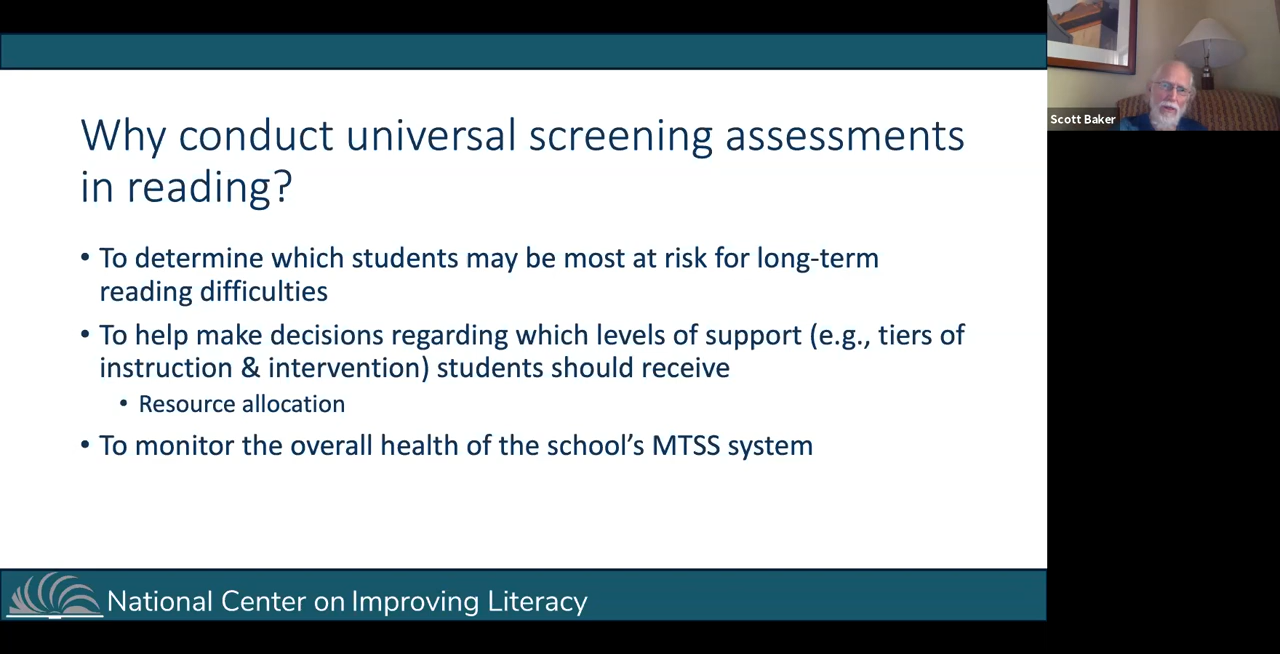 Why conduct universal screening assessments
in reading?
• To determine which students may be most at risk for long-term
reading difficulties
• To help make decisions regarding which levels of support (e.g., tiers of
instruction & intervention) students should receive
• Resource allocation
• To monitor the overall health of the school’s MTSS system
National Center on Improving Literacy
Scott Baker